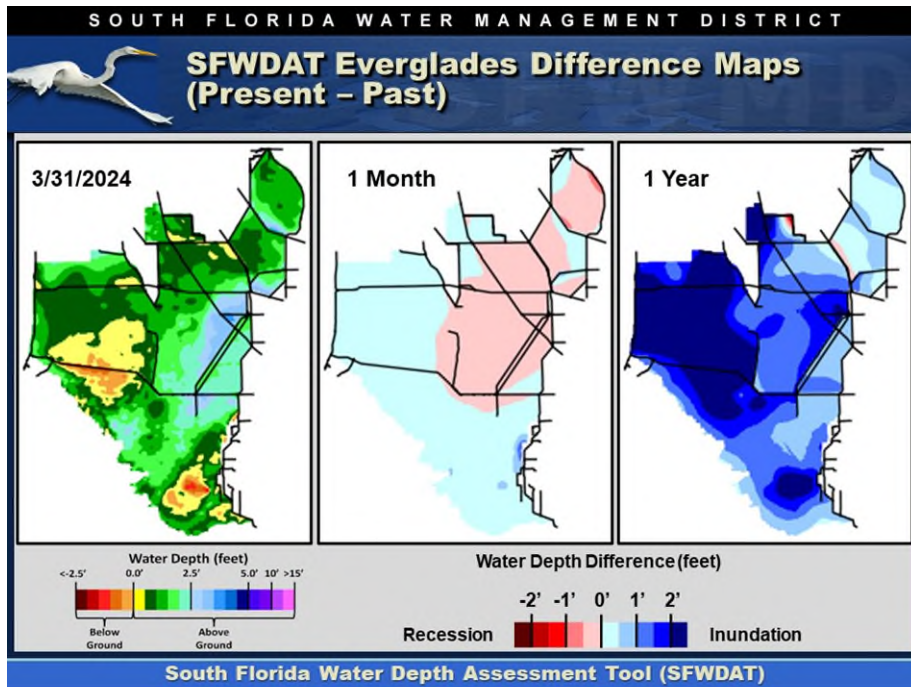 SOUTH FLORIDA WATER MANAGEMENT DISTRICT
SFWDAT Everglades Difference Maps
(Present – Past)
3/31/2024
1 Month
1 Year
Water Depth (feet)
<-2.5' 0.0' 2.5' 5.0' 10' >15'
Below
Ground
Above
Ground
Water Depth Difference (feet)
-2' -1' 0' 1' 2'
Recession
Inundation
South Florida Water Depth Assessment Tool (SFWDAT)